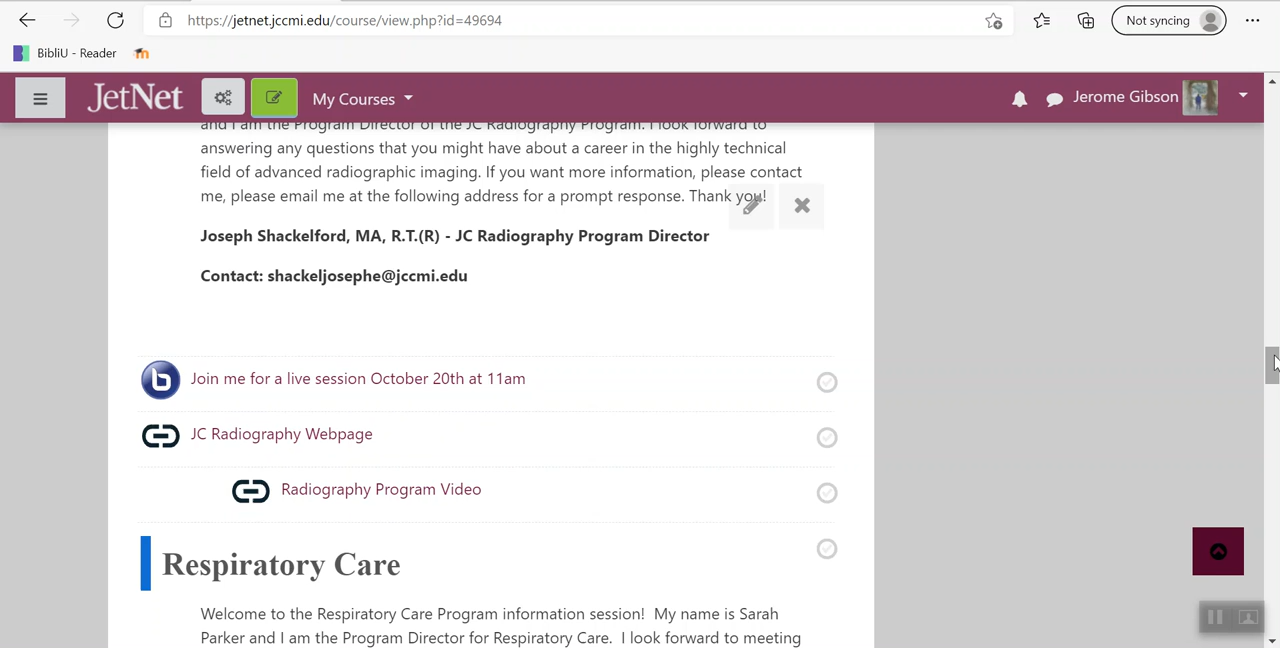 https://jetnet.jccmi.edu/course/view.php?id=49694
Not syncing
BibliU - Reader
JetNet
My Courses
Jerome Gibson
and I am the Program Director of the JC Radiography Program. I look forward to
answering any questions that you might have about a career in the highly technical
field of advanced radiographic imaging. If you want more information, please contact
me, please email me at the following address for a prompt response. Thank you!
Joseph Shackelford, MA, R.T.(R) - JC Radiography Program Director
Contact: shackeljosephe@jccmi.edu
Join me for a live session October 20th at 11am
JC Radiography Webpage
Radiography Program Video
Respiratory Care
Welcome to the Respiratory Care Program information session! My name is Sarah
Parker and I am the Program Director for Respiratory Care. I look forward to meeting